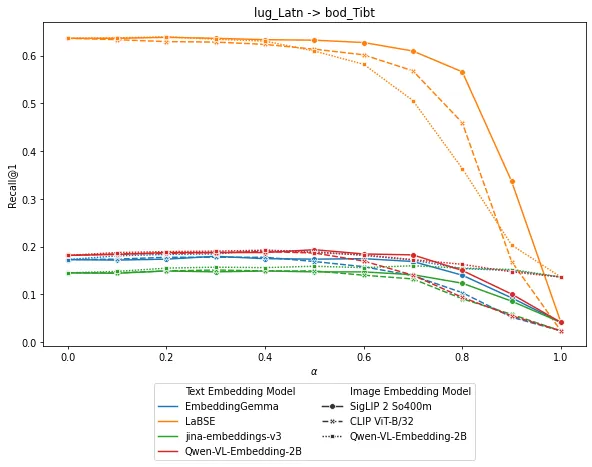 lug_Latn -> bod_Tibt
Recall@1
0.6
0.5
0.4
0.3
0.2
0.1
0.0
0.0 0.2 0.4 0.6 0.8 1.0
α
Text Embedding Model Image Embedding Model
EmbeddingGemma SigLIP 2 So400m
LaBSE CLIP ViT-B/32
jina-embeddings-v3 Qwen-VL-Embedding-2B
Qwen-VL-Embedding-2B